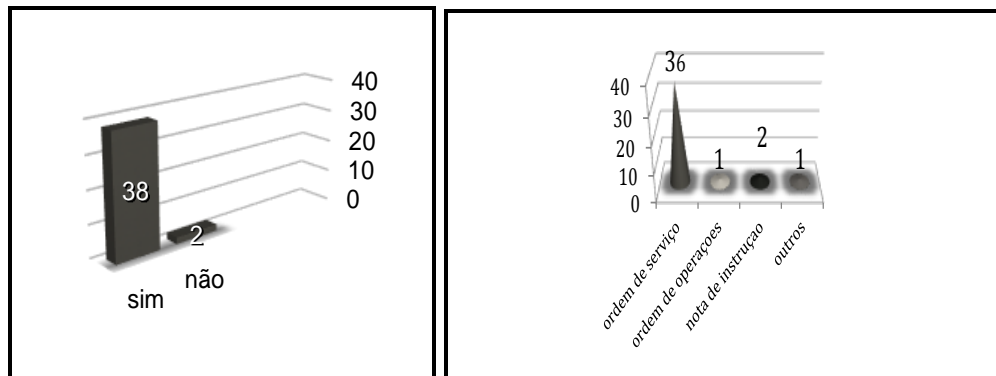 40
30
20
10
0
38
2
não
sim
36
40
30
20
10
0
1
2
1
ordem de serviço
ordem de operaçoes
nota de instruçao
outros